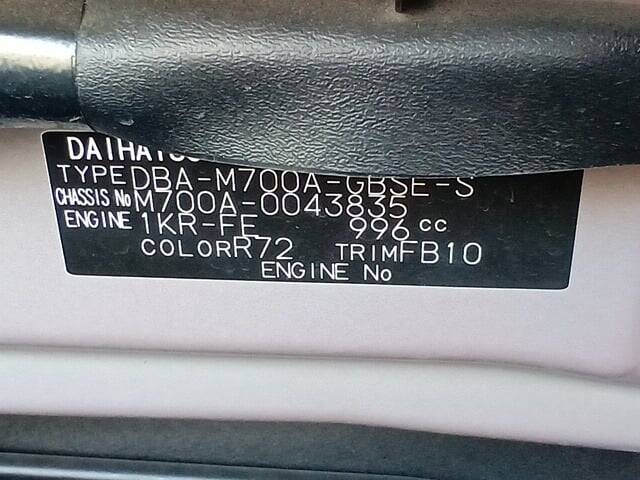 DAIHATSU
TYPE DBA-M700A-GBSE-S
CHASSIS No M700A-0043835
ENGINE 1KR-FE 996 cc
COLOR R72 TRIM FB10
ENGINE No